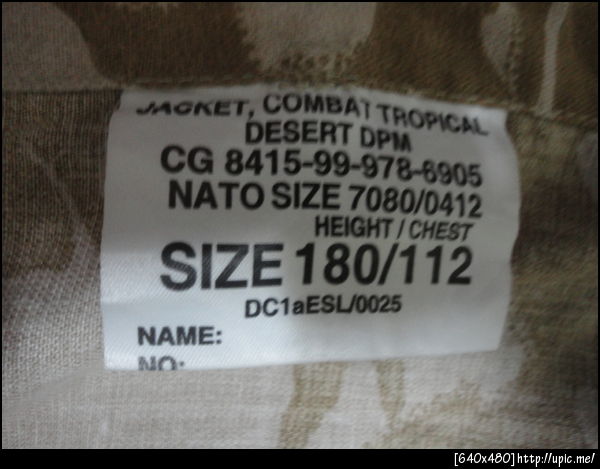 JACKET, COMBAT TROPICAL
DESERT DPM
CG 8415-99-978-6905
NATO SIZE 7080/0412
HEIGHT / CHEST
SIZE 180/112
DC1aESL/0025
NAME:
NO:
[640x480]http://upic.me/